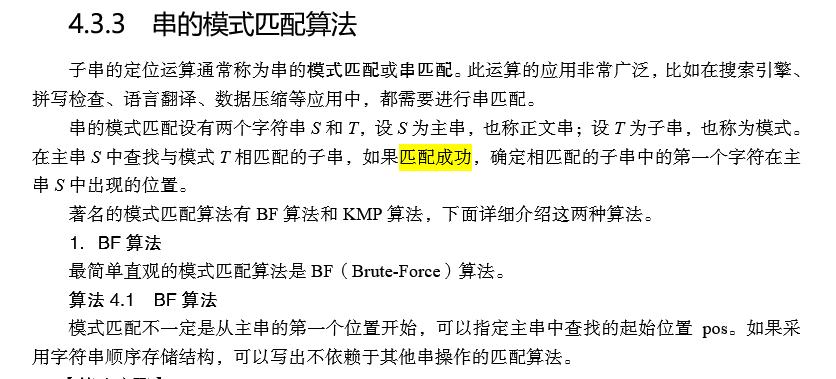 4.3.3 串的模式匹配算法
子串的定位运算通常称为串的模式匹配或串匹配。此运算的应用非常广泛，比如在搜索引擎、
拼写检查、语言翻译、数据压缩等应用中，都需要进行串匹配。
串的模式匹配设有两个字符串 S 和 T，设 S 为主串，也称正文串；设 T 为子串，也称为模式。
在主串 S 中查找与模式 T 相匹配的子串，如果匹配成功，确定相匹配的子串中的第一个字符在主
串 S 中出现的位置。
著名的模式匹配算法有 BF 算法和 KMP 算法，下面详细介绍这两种算法。
1. BF 算法
最简单直观的模式匹配算法是 BF（Brute-Force）算法。
算法 4.1 BF 算法
模式匹配不一定是从主串的第一个位置开始，可以指定主串中查找的起始位置 pos。如果采
用字符串顺序存储结构，可以写出不依赖于其他串操作的匹配算法。